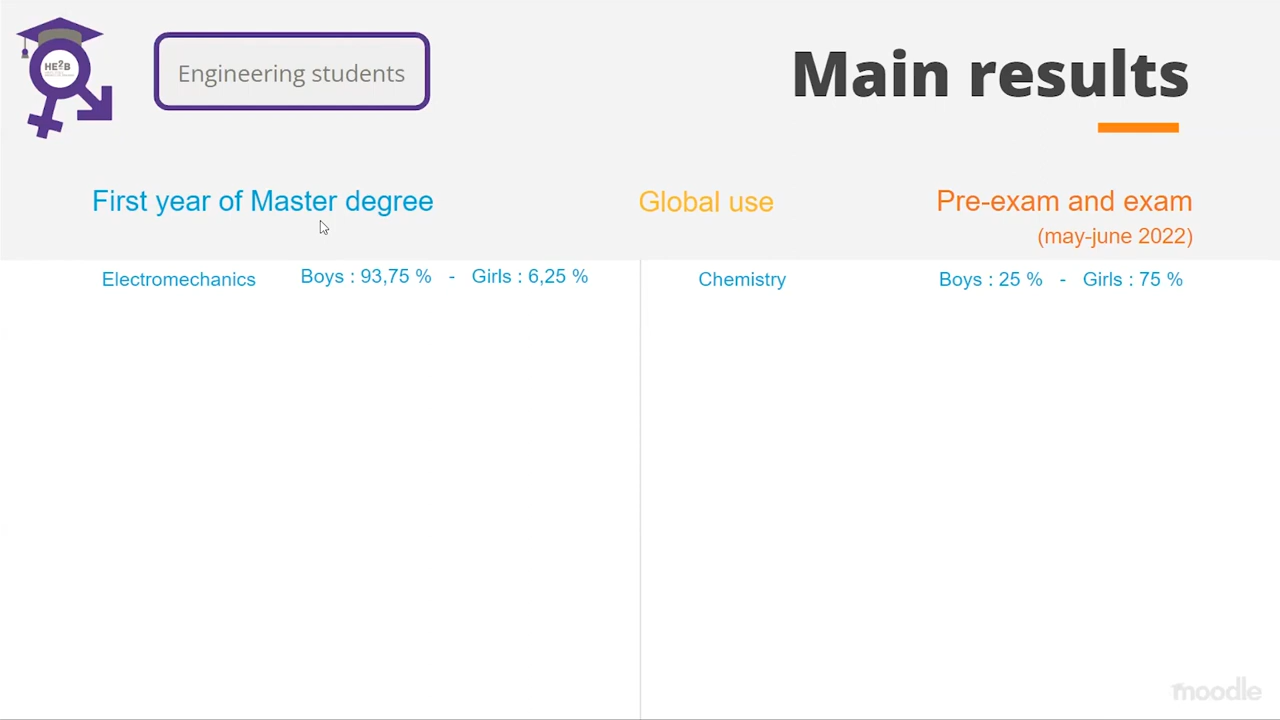 HE2B
Engineering students
Main results
First year of Master degree
Global use
Pre-exam and exam
(may-june 2022)
Electromechanics
Boys : 93,75 % - Girls : 6,25 %
Chemistry
Boys : 25 % - Girls : 75 %
moodle